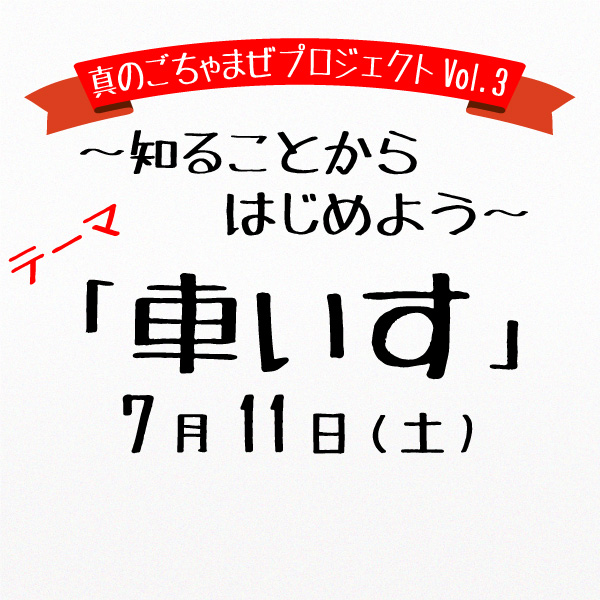 真のごちゃまぜプロジェクト Vol.3
～知ることから
はじめよう～
テーマ
「車いす」
7月11日(土)